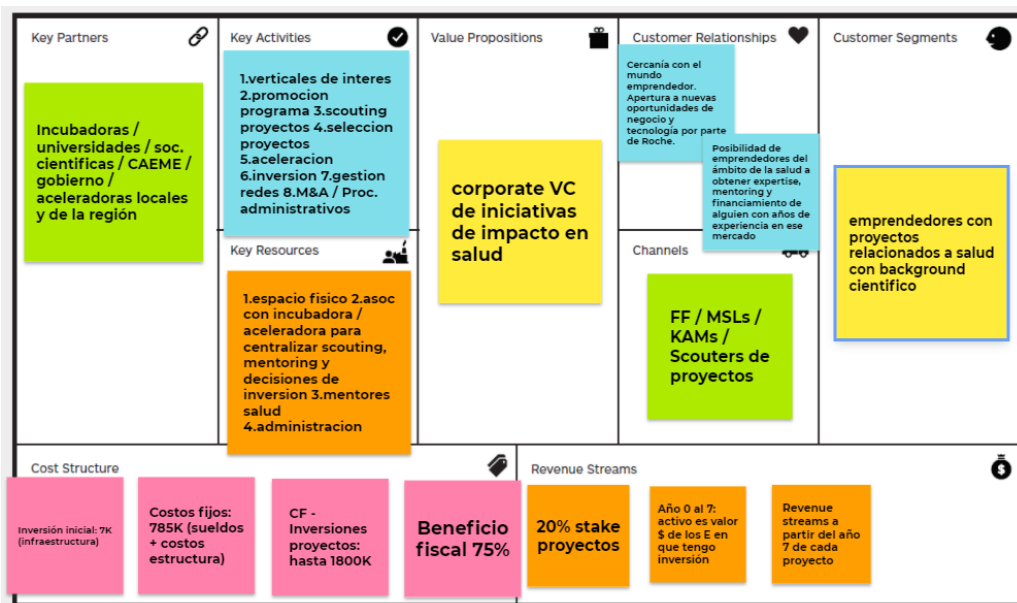 Key Partners
Incubadoras /
universidades / soc.
cientificas / CAEME /
gobierno /
aceleradoras locales
y de la región
Key Activities
1.verticales de interes
2.promocion
programa 3.scouting
proyectos 4.seleccion
proyectos
5.aceleracion
6.inversion 7.gestion
redes 8.M&A / Proc.
administrativos
Key Resources
1.espacio fisico 2.asoc
con incubadora /
aceleradora para
centralizar scouting,
mentoring y
decisiones de
inversion 3.mentores
salud
4.administracion
Value Propositions
corporate VC
de iniciativas
de impacto en
salud
Customer Relationships
Cercanía con el
mundo
emprendedor.
Apertura a nuevas
oportunidades de
negocio y
tecnología por parte
de Roche.
Posibilidad de
emprendedores del
ámbito de la salud a
obtener expertise,
mentoring y
financiamiento de
alguien con años de
experiencia en ese
mercado
Channels
FF / MSLs /
KAMs /
Scouters de
proyectos
Customer Segments
emprendedores con
proyectos
relacionados a salud
con background
cientifico
Cost Structure
Inversión inicial: 7K
(infraestructura)
Costos fijos:
785K (sueldos
+ costos
estructura)
CF -
Inversiones
proyectos:
hasta 1800K
Beneficio
fiscal 75%
Revenue Streams
20% stake
proyectos
Año 0 al 7:
activo es valor
$ de los E en
que tengo
inversión
Revenue
streams a
partir del año
7 de cada
proyecto